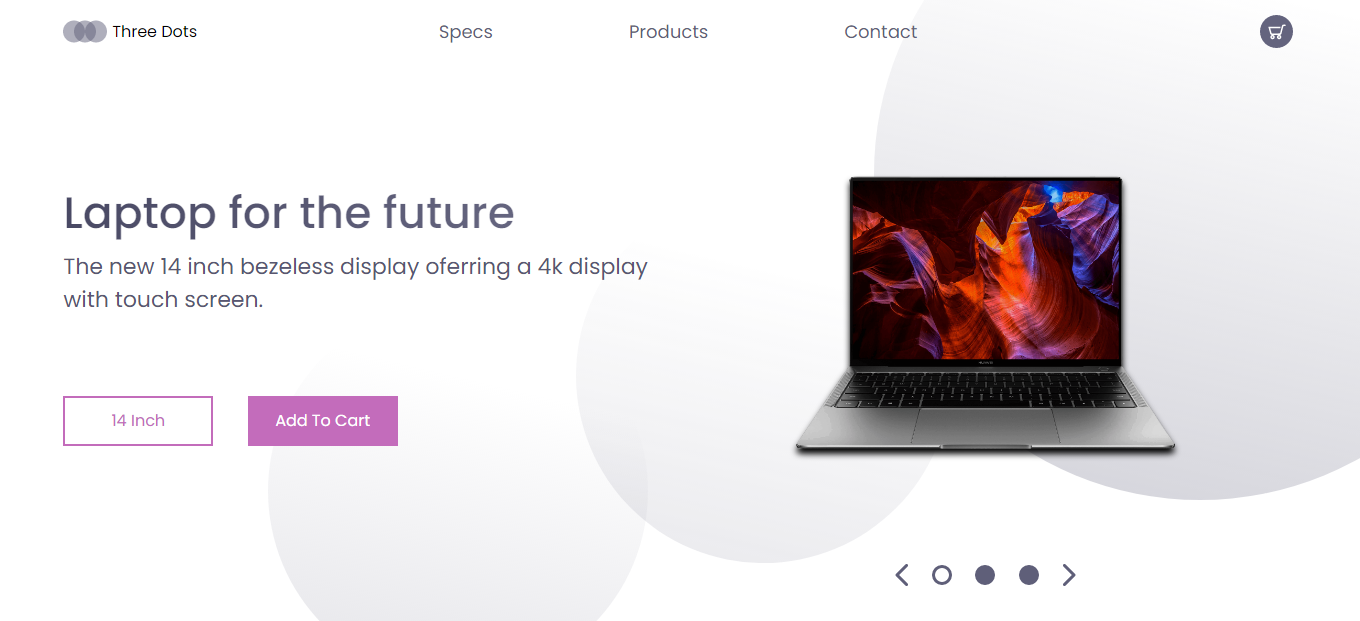 Three Dots
Specs
Products
Contact
Laptop for the future
The new 14 inch bezeless display oferring a 4k display
with touch screen.
14 Inch
Add To Cart